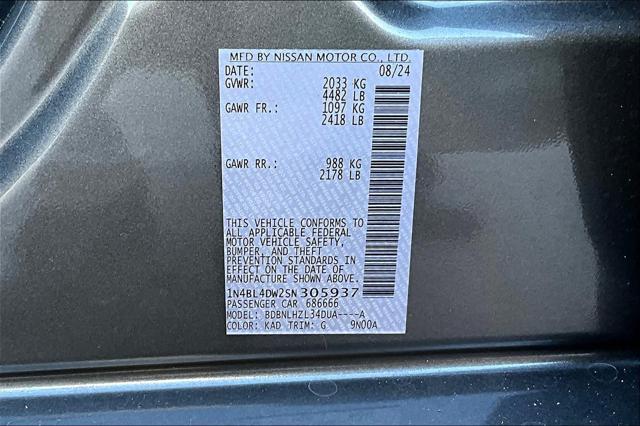 MFD BY NISSAN MOTOR CO., LTD.
DATE: 08/24
GVWR: 2033 KG
4482 LB
GAWR FR.: 1097 KG
2418 LB
GAWR RR.: 988 KG
2178 LB
THIS VEHICLE CONFORMS TO
ALL APPLICABLE FEDERAL
MOTOR VEHICLE SAFETY,
BUMPER, AND THEFT
PREVENTION STANDARDS IN
EFFECT ON THE DATE OF
MANUFACTURE SHOWN ABOVE.
1N4BL4DW2SN305937
PASSENGER CAR 686666
MODEL: BDBNLHZL34DUA----A
COLOR: KAD TRIM: G 9N00A